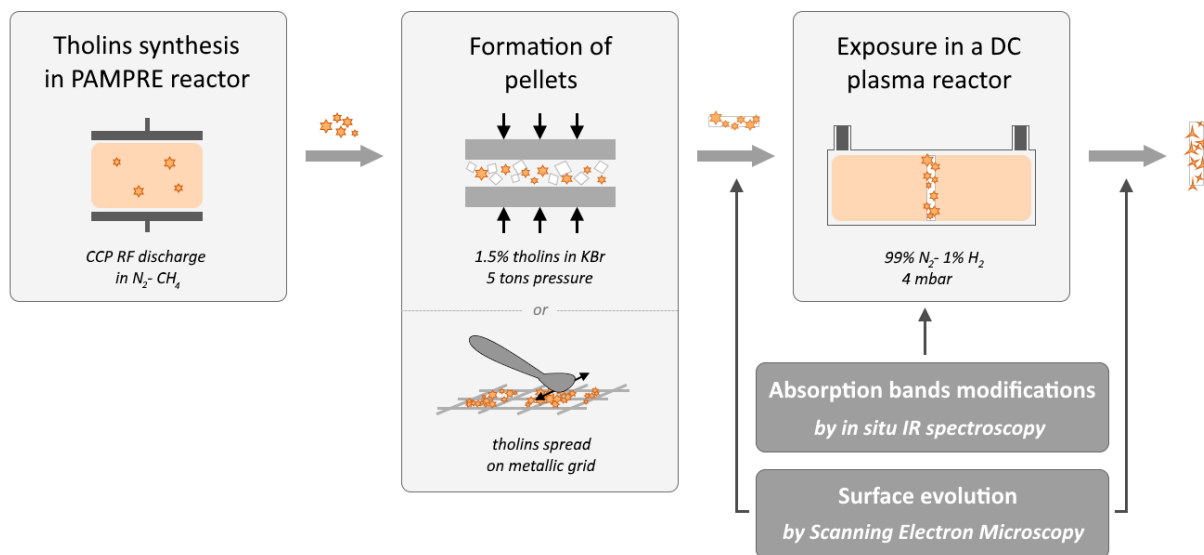 Tholins synthesis
in PAMPRE reactor
CCP RF discharge
in N₂- CH₄
Formation of
pellets
1.5% tholins in KBr
5 tons pressure
or
tholins spread
on metallic grid
Exposure in a DC
plasma reactor
99% N₂- 1% H₂
4 mbar
Absorption bands modifications
by in situ IR spectroscopy
Surface evolution
by Scanning Electron Microscopy